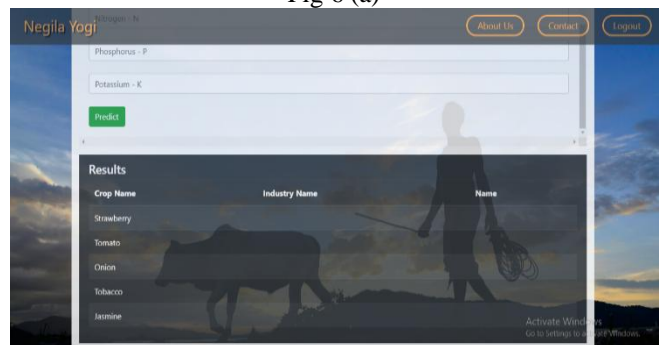 Fig 6 (a)
Negila Yogi
Nitrogen - N
About Us
Contact
Logout
Phosphorus - P
Potassium - K
Predict
Results
Crop Name Industry Name Name
Strawberry
Tomato
Onion
Tobacco
Jasmine
Activate Windows
Go to Settings to activate Windows.